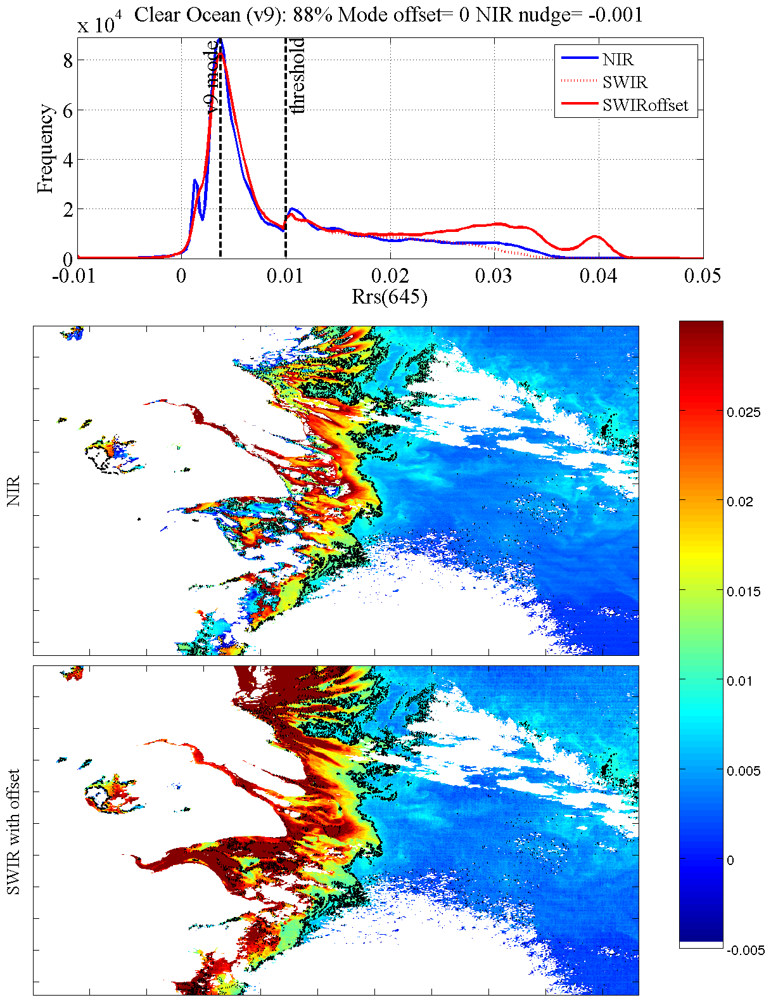 Clear Ocean (v9): 88% Mode offset= 0 NIR nudge= -0.001
x 10^4
8
6
4
2
0
Frequency
v9 mode
threshold
NIR
SWIR
SWIRoffset
-0.01 0 0.01 0.02 0.03 0.04 0.05
Rrs(645)
NIR
SWIR with offset
0.025
0.02
0.015
0.01
0.005
0
-0.005